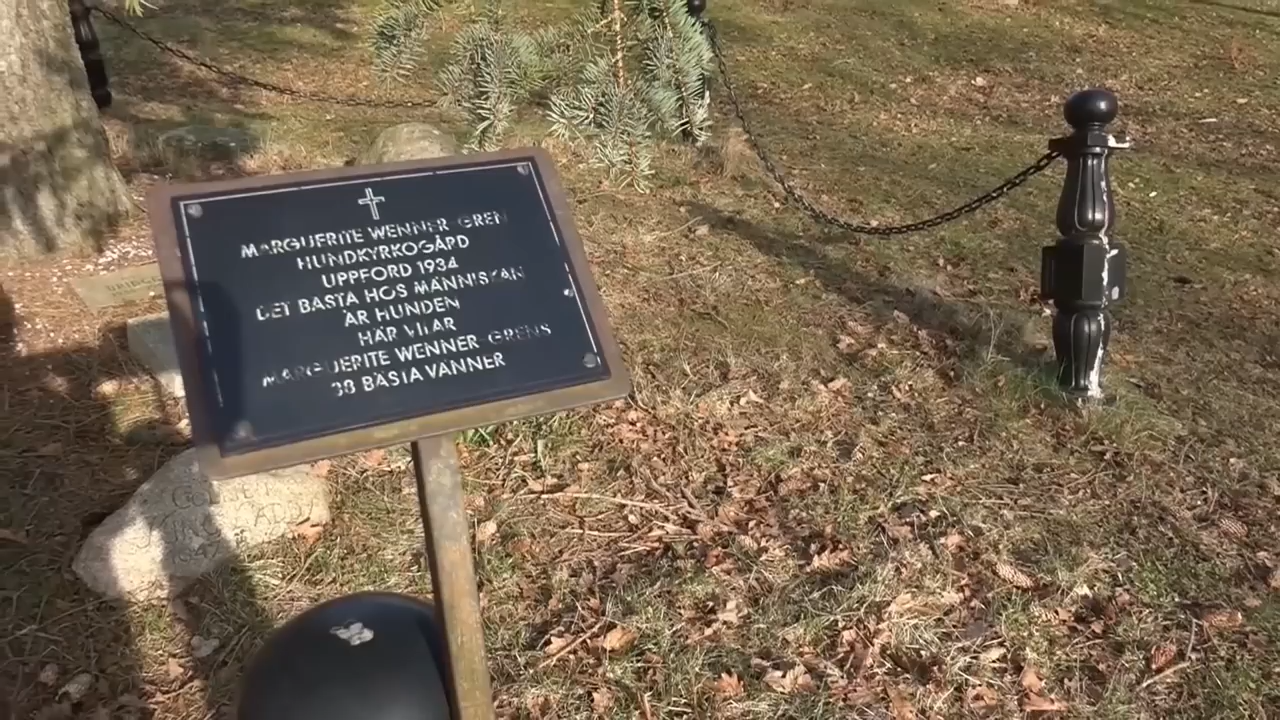 MARGUERITE WENNER-GREN
HUNDKYRKOGÅRD
UPPFORD 1934
DET BÄSTA HOS MÄNNISKAN
ÄR HUNDEN
HÄR VILAR
MARGUERITE WENNER-GRENS
38 BÄSTA VÄNNER